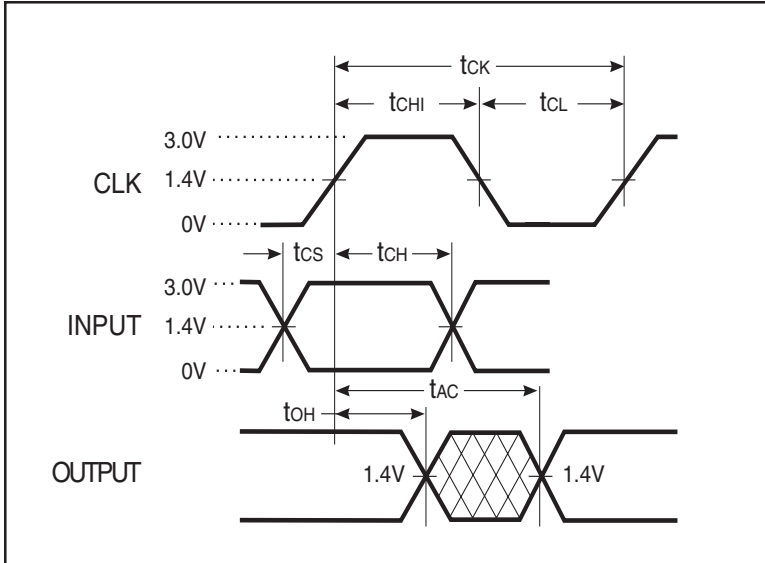 tCK
tCHI tCL
3.0V
CLK 1.4V
0V
tCS tCH
3.0V
INPUT 1.4V
0V
tAC
tOH
OUTPUT 1.4V 1.4V